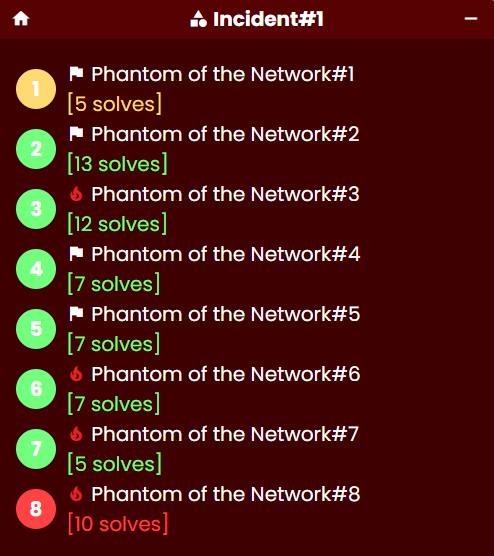 Incident#1
1
Phantom of the Network#1
[5 solves]
2
Phantom of the Network#2
[13 solves]
3
Phantom of the Network#3
[12 solves]
4
Phantom of the Network#4
[7 solves]
5
Phantom of the Network#5
[7 solves]
6
Phantom of the Network#6
[7 solves]
7
Phantom of the Network#7
[5 solves]
8
Phantom of the Network#8
[10 solves]